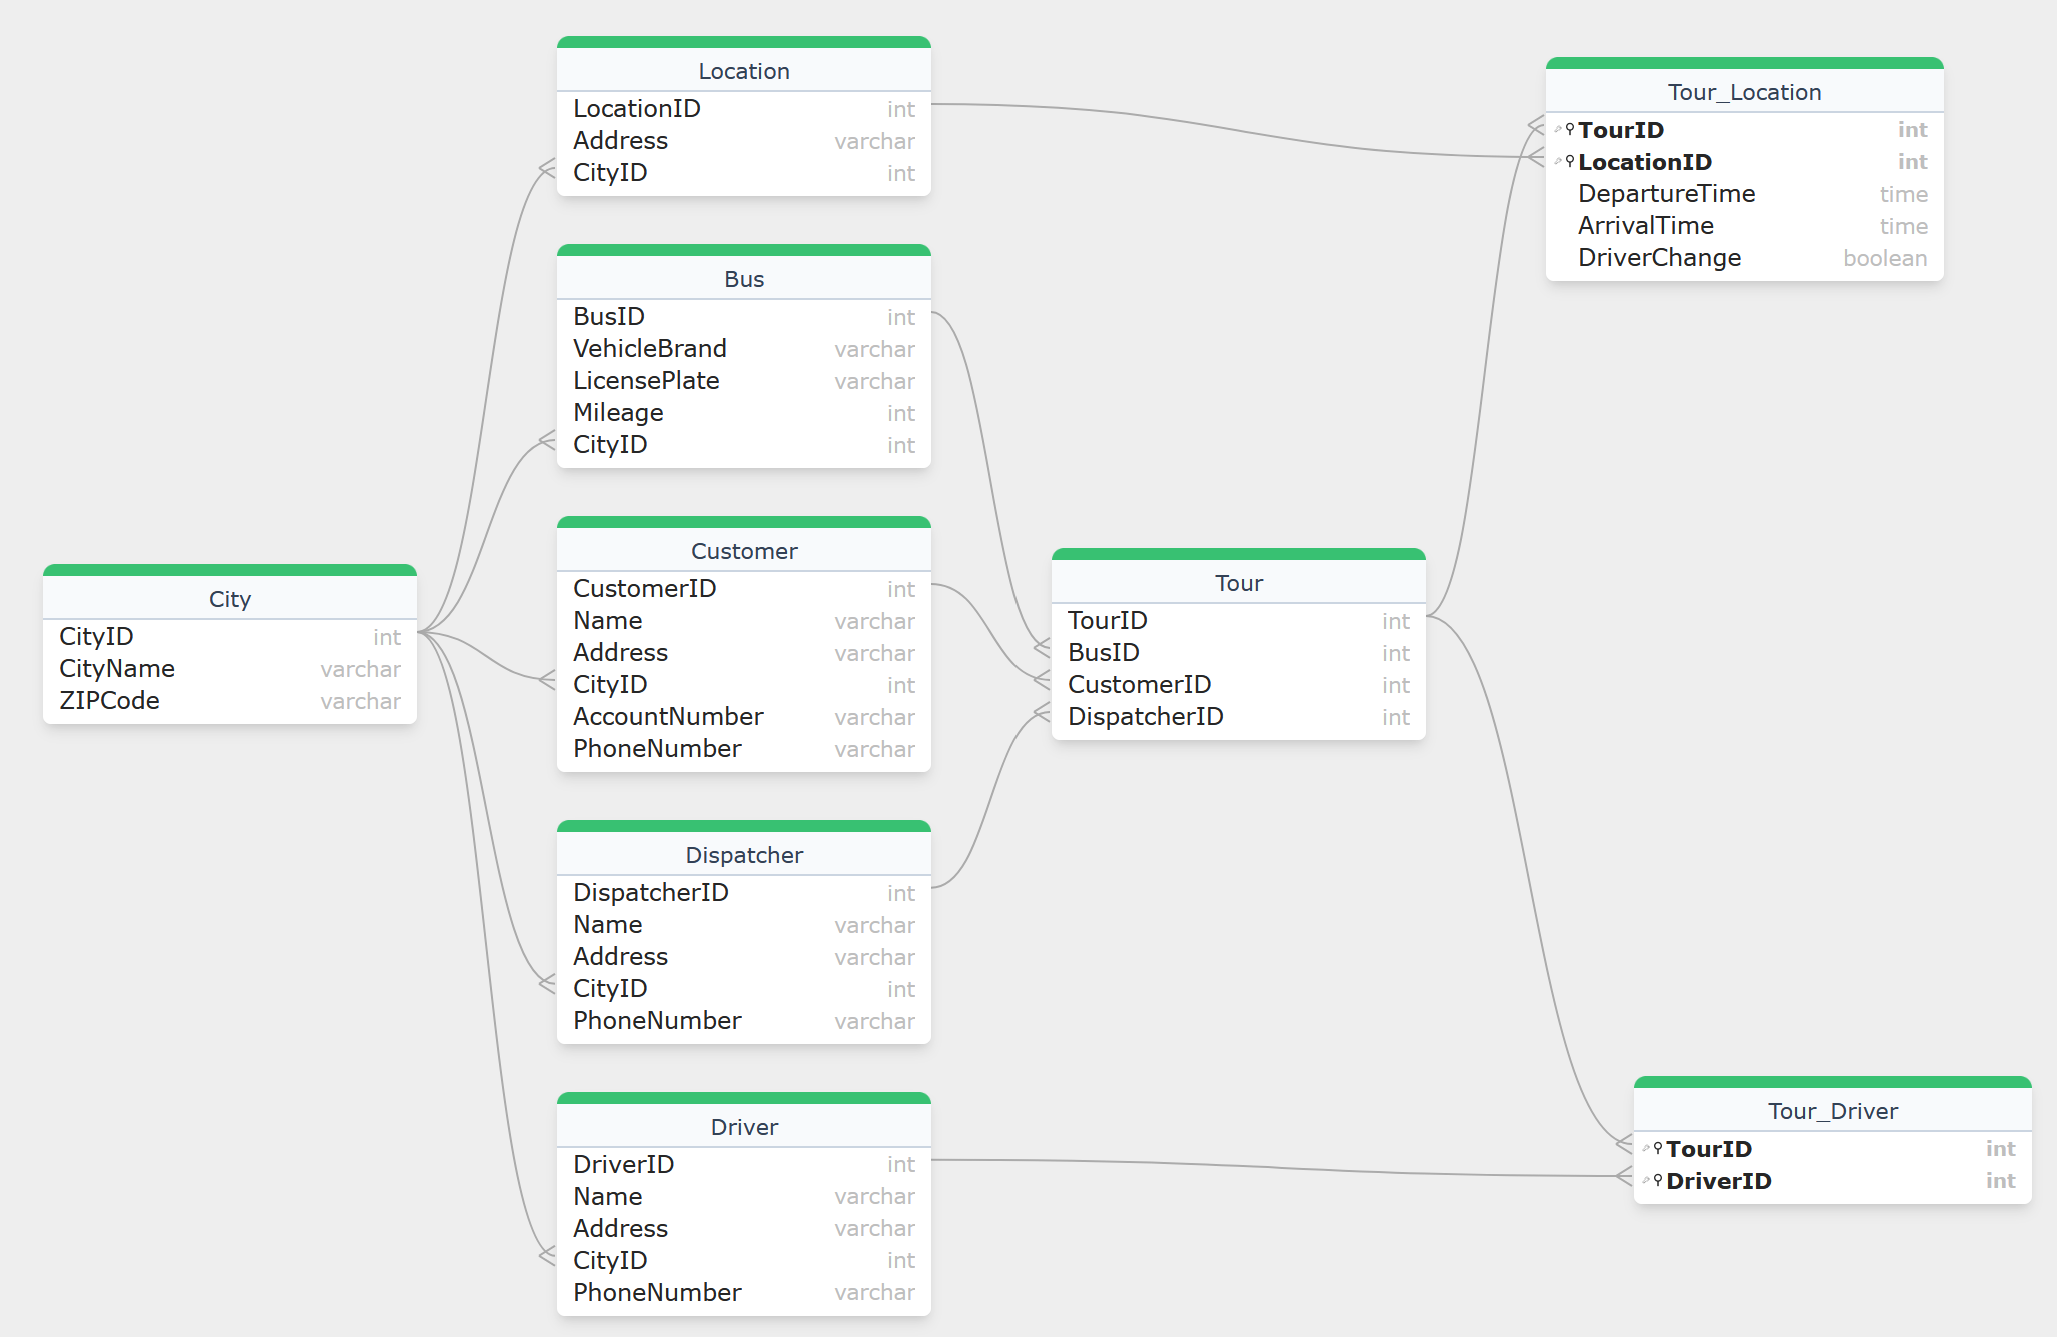 Location
LocationID int
Address varchar
CityID int
Bus
BusID int
VehicleBrand varchar
LicensePlate varchar
Mileage int
CityID int
City
CityID int
CityName varchar
ZIPCode varchar
Customer
CustomerID int
Name varchar
Address varchar
CityID int
AccountNumber varchar
PhoneNumber varchar
Dispatcher
DispatcherID int
Name varchar
Address varchar
CityID int
PhoneNumber varchar
Driver
DriverID int
Name varchar
Address varchar
CityID int
PhoneNumber varchar
Tour
TourID int
BusID int
CustomerID int
DispatcherID int
Tour_Location
TourID int
LocationID int
DepartureTime time
ArrivalTime time
DriverChange boolean
Tour_Driver
TourID int
DriverID int